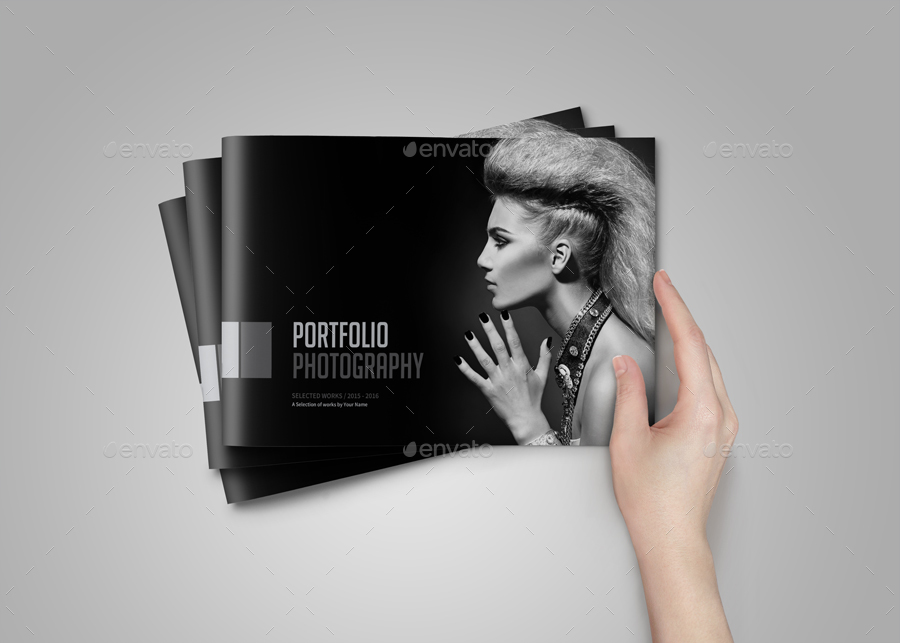 envato
envato
envato
PORTFOLIO
PHOTOGRAPHY
SELECTED WORKS / 2015 - 2016
A Selection of works by Your Name
envato
envato
envato